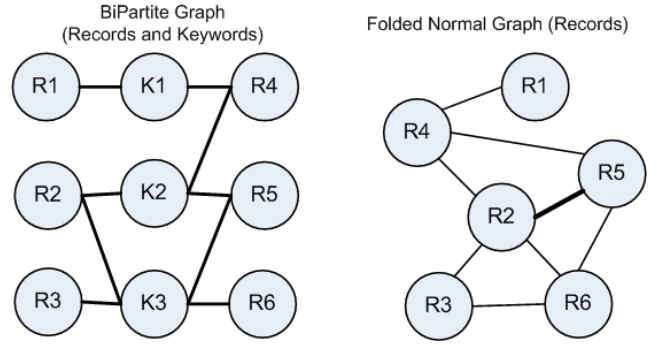 BiPartite Graph
(Records and Keywords)
R1 K1 R4
R2 K2 R5
R3 K3 R6
Folded Normal Graph (Records)
R1
R4
R5
R2
R3 R6